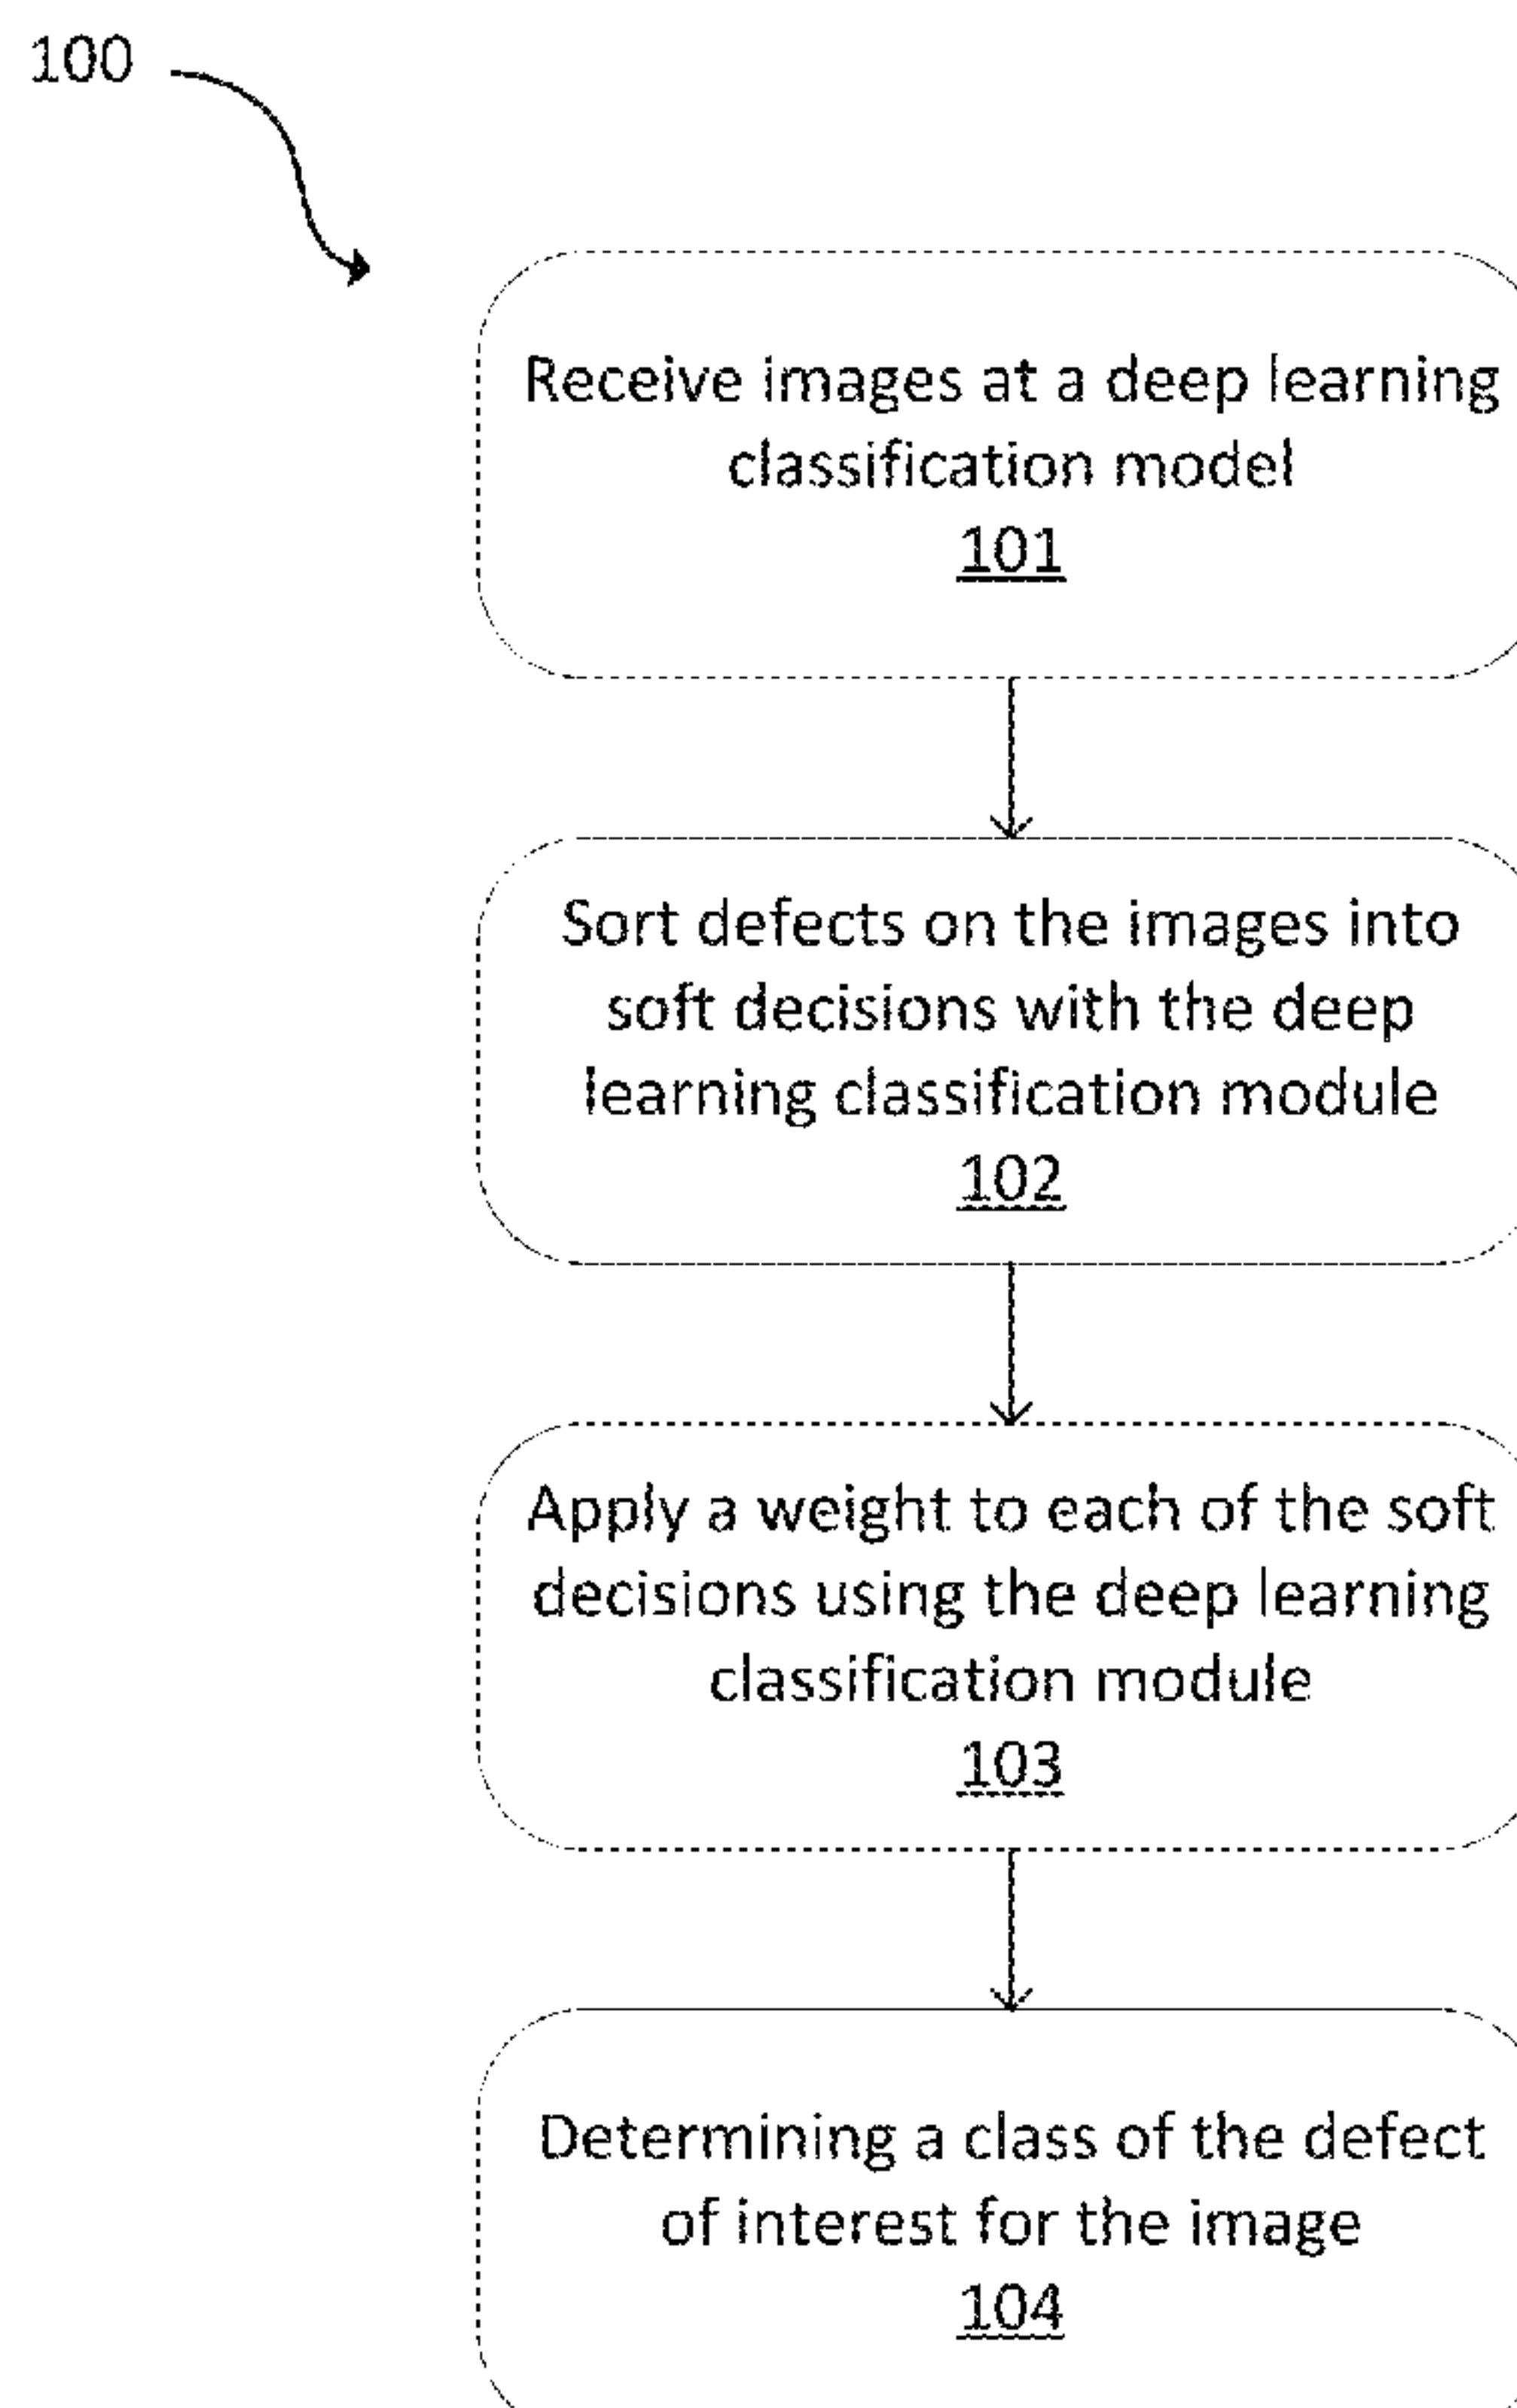 100
Receive images at a deep learning
classification model
101
Sort defects on the images into
soft decisions with the deep
learning classification module
102
Apply a weight to each of the soft
decisions using the deep learning
classification module
103
Determining a class of the defect
of interest for the image
104